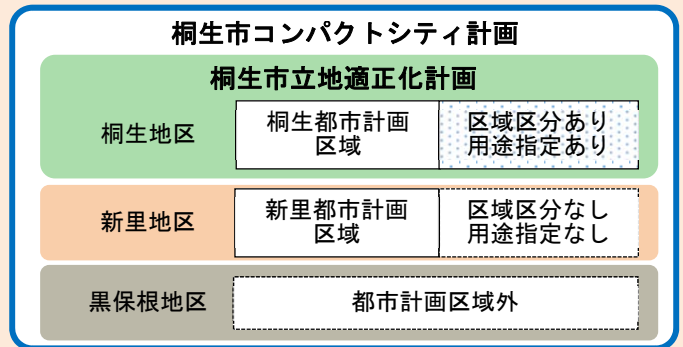 桐生市コンパクトシティ計画
桐生市立地適正化計画
桐生地区
桐生都市計画
区域
区域区分あり
用途指定あり
新里地区
新里都市計画
区域
区域区分なし
用途指定なし
黒保根地区
都市計画区域外